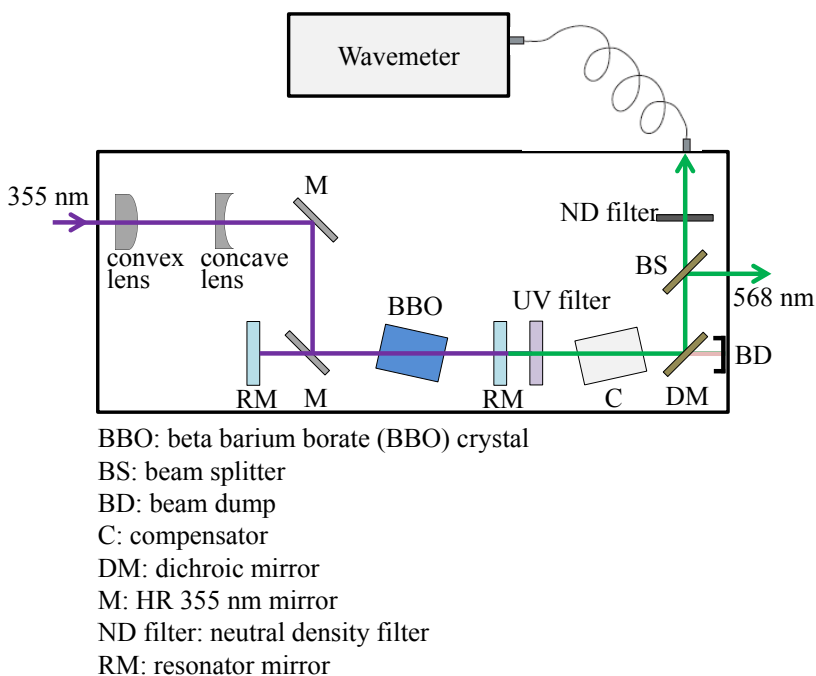 Wavemeter
355 nm
M
convex
lens
concave
lens
ND filter
BS
568 nm
BBO
UV filter
RM
M
RM
C
DM
BD
BBO: beta barium borate (BBO) crystal
BS: beam splitter
BD: beam dump
C: compensator
DM: dichroic mirror
M: HR 355 nm mirror
ND filter: neutral density filter
RM: resonator mirror